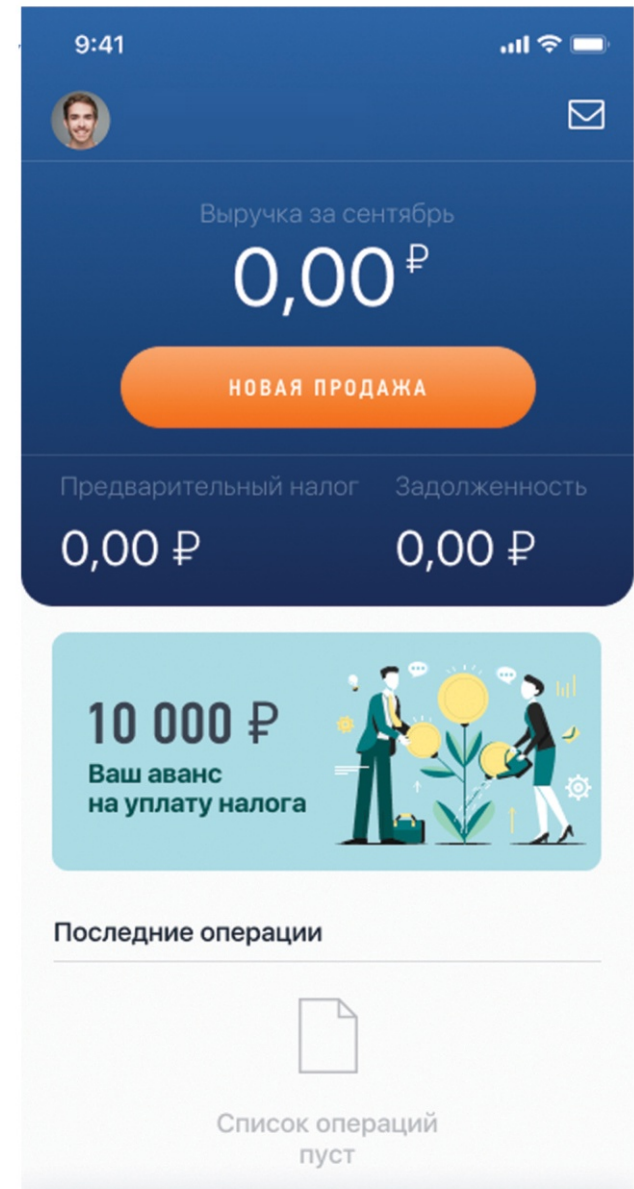 9:41
Выручка за сентябрь
0,00 ₽
НОВАЯ ПРОДАЖА
Предварительный налог Задолженность
0,00 ₽ 0,00 ₽
10 000 ₽
Ваш аванс
на уплату налога
Последние операции
Список операций
пуст